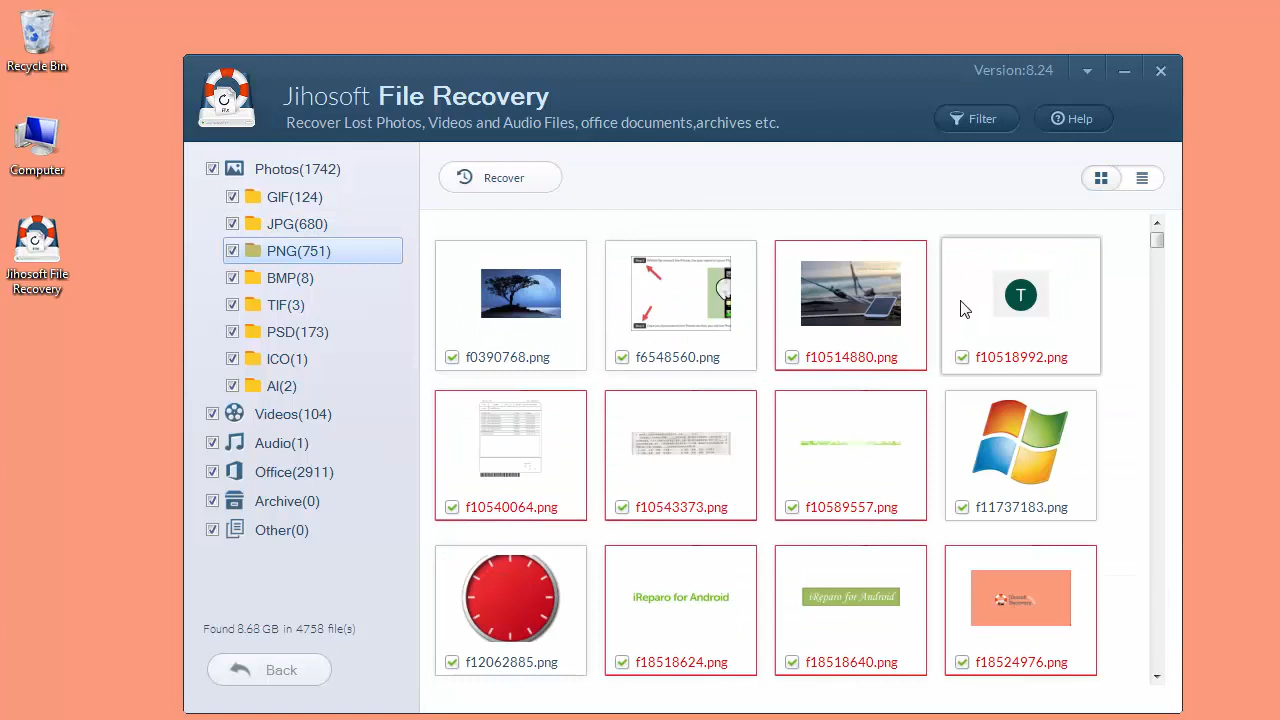 Recycle Bin
Computer
Jihosoft File
Recovery
Version:8.24
Jihosoft File Recovery
Recover Lost Photos, Videos and Audio Files, office documents,archives etc.
Filter
Help
Photos(1742)
GIF(124)
JPG(680)
PNG(751)
BMP(8)
TIF(3)
PSD(173)
ICO(1)
AI(2)
Videos(104)
Audio(1)
Office(2911)
Archive(0)
Other(0)
Found 8.68 GB in 4758 file(s)
Back
Recover
T
f0390768.png
f6548560.png
f10514880.png
f10518992.png
f10540064.png
f10543373.png
f10589557.png
f11737183.png
iReparo for Android
iReparo for Android
Jihosoft
Recovery
f12062885.png
f18518624.png
f18518640.png
f18524976.png